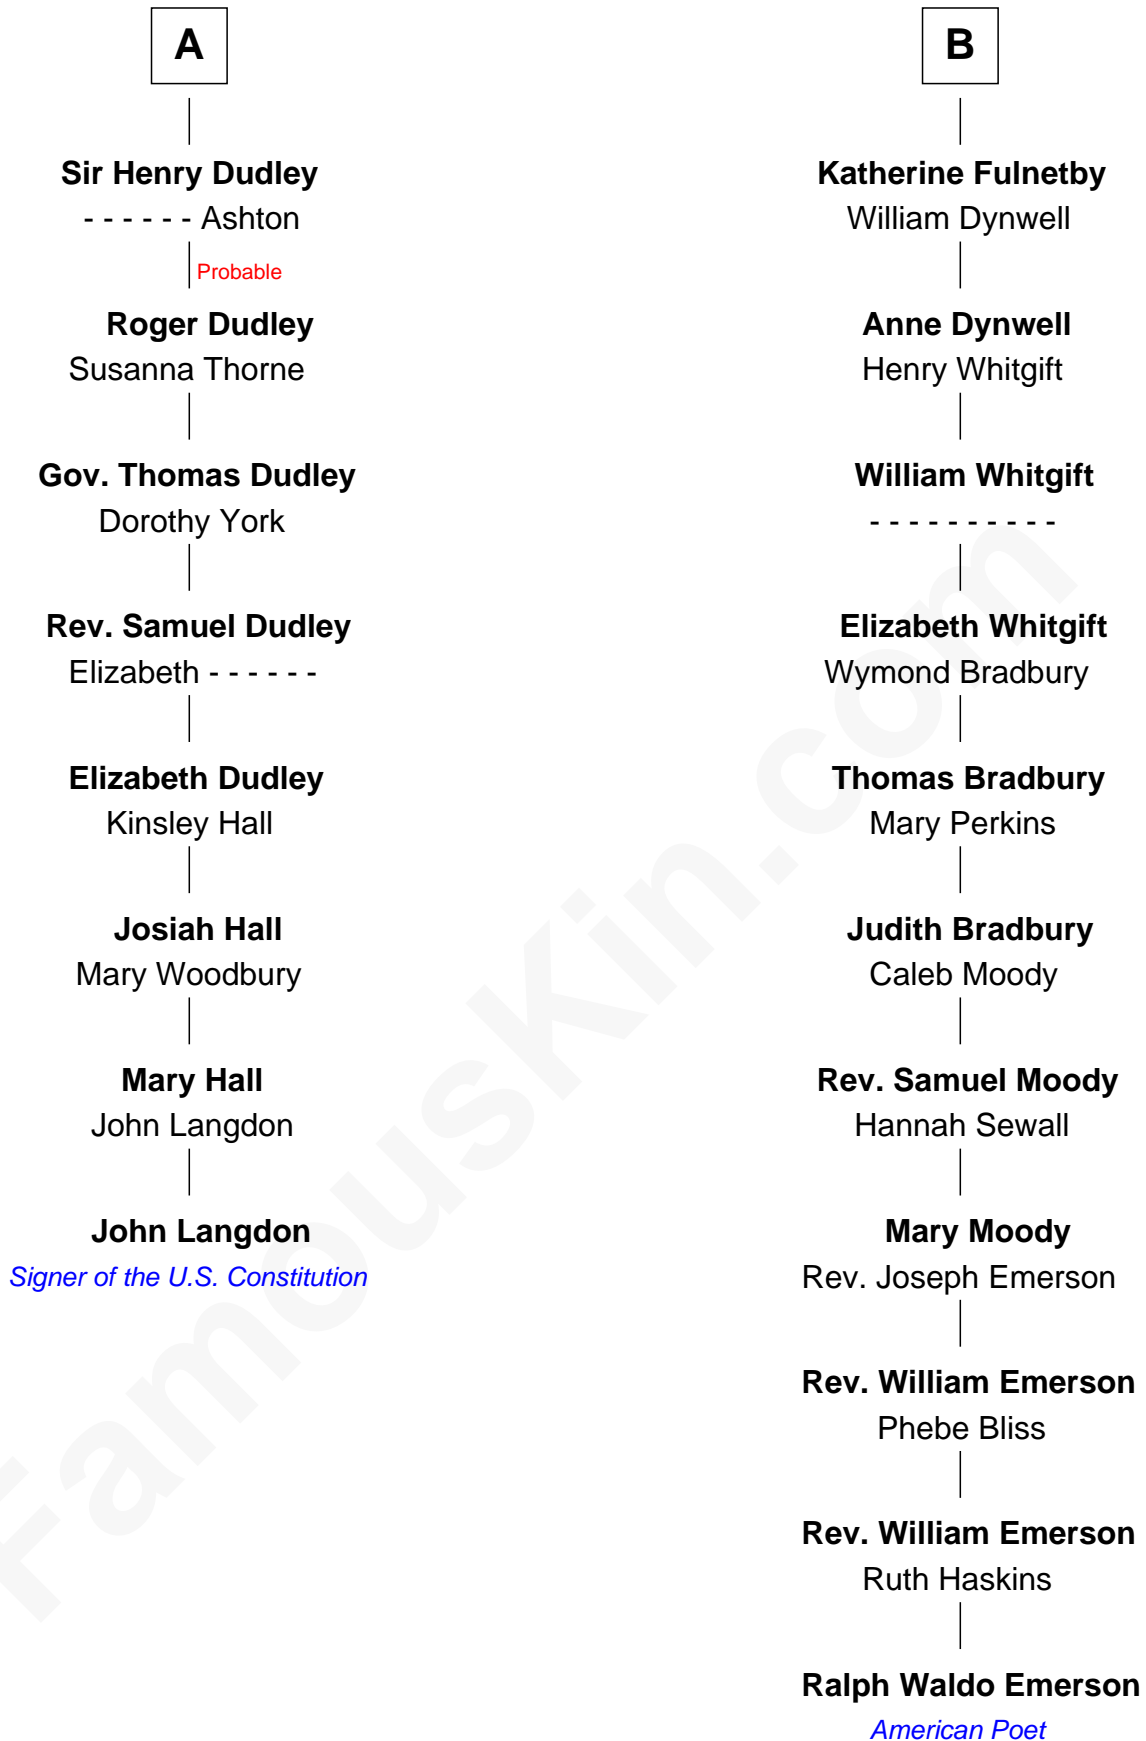 A
Sir Henry Dudley
- - - - - - Ashton
Probable
Roger Dudley
Susanna Thorne
Gov. Thomas Dudley
Dorothy York
Rev. Samuel Dudley
Elizabeth - - - - - -
Elizabeth Dudley
Kinsley Hall
Josiah Hall
Mary Woodbury
Mary Hall
John Langdon
John Langdon
Signer of the U.S. Constitution
B
Katherine Fulnetby
William Dynwell
Anne Dynwell
Henry Whitgift
William Whitgift
- - - - - - - - - -
Elizabeth Whitgift
Wymond Bradbury
Thomas Bradbury
Mary Perkins
Judith Bradbury
Caleb Moody
Rev. Samuel Moody
Hannah Sewall
Mary Moody
Rev. Joseph Emerson
Rev. William Emerson
Phebe Bliss
Rev. William Emerson
Ruth Haskins
Ralph Waldo Emerson
American Poet
FamousKin.com